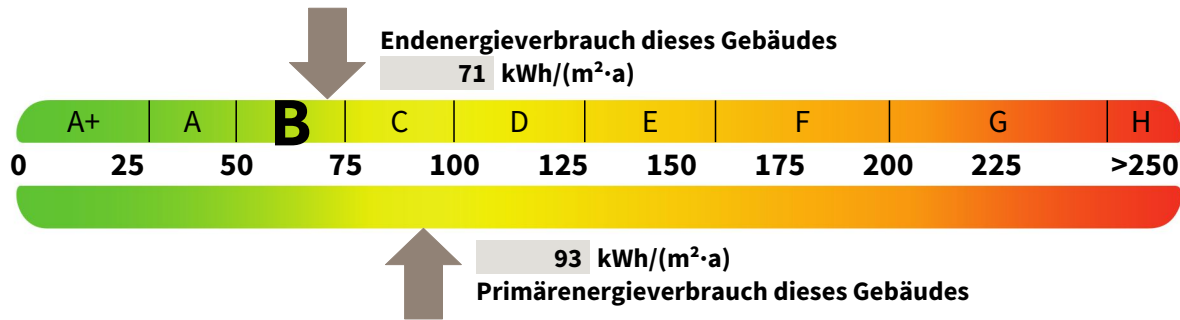 Endenergieverbrauch dieses Gebäudes
71 kWh/(m²·a)
A+ A B C D E F G H
0 25 50 75 100 125 150 175 200 225 >250
93 kWh/(m²·a)
Primärenergieverbrauch dieses Gebäudes